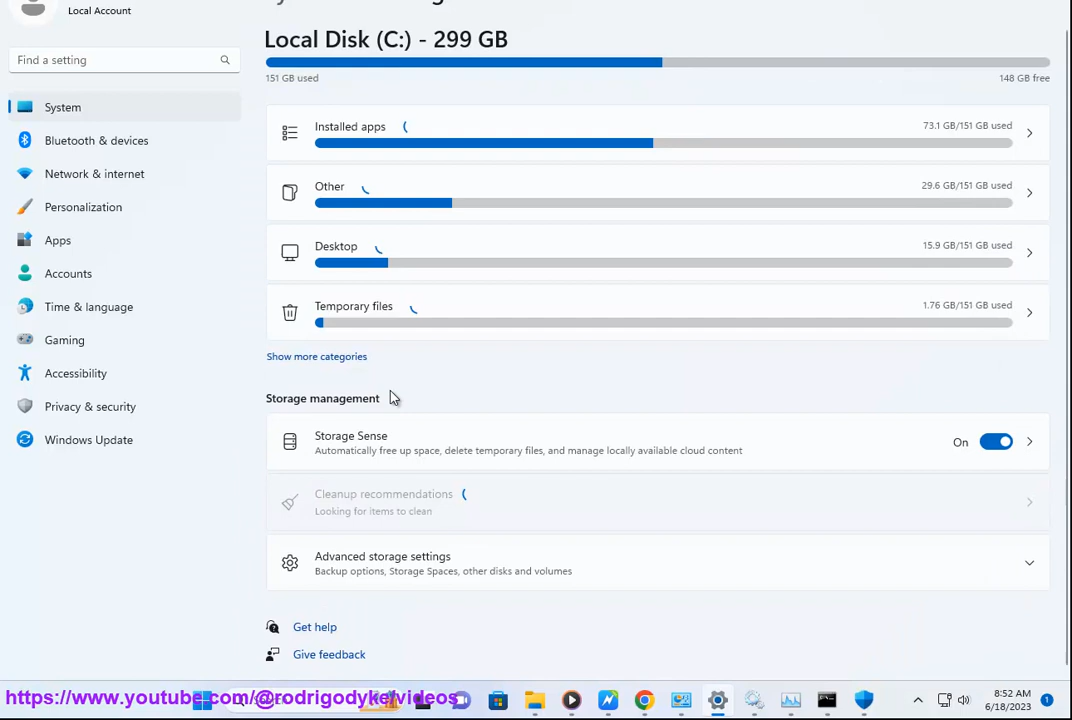 Local Account
Find a setting
System
Bluetooth & devices
Network & internet
Personalization
Apps
Accounts
Time & language
Gaming
Accessibility
Privacy & security
Windows Update
Local Disk (C:) - 299 GB
151 GB used
148 GB free
Installed apps
73.1 GB/151 GB used
Other
29.6 GB/151 GB used
Desktop
15.9 GB/151 GB used
Temporary files
1.76 GB/151 GB used
Show more categories
Storage management
Storage Sense
Automatically free up space, delete temporary files, and manage locally available cloud content
On
Cleanup recommendations
Looking for items to clean
Advanced storage settings
Backup options, Storage Spaces, other disks and volumes
Get help
Give feedback
8:52 AM
6/18/2023
1